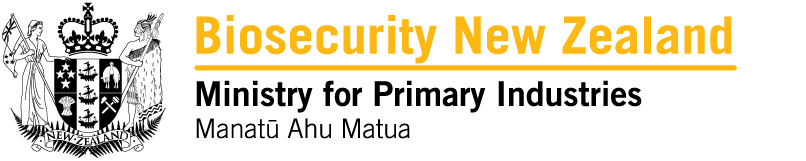 Biosecurity New Zealand
Ministry for Primary Industries
Manatū Ahu Matua
NEW·ZEALAND